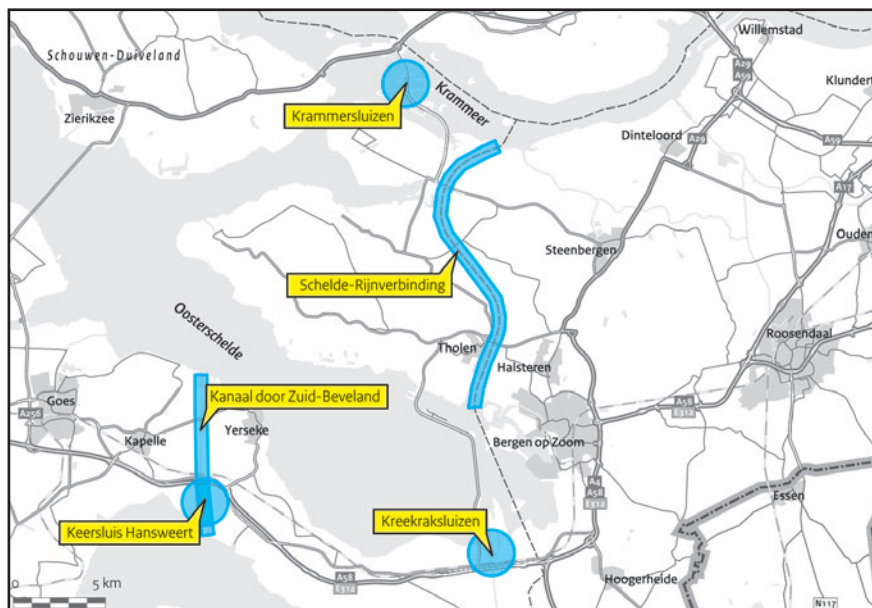 Willemstad
Schouwen-Duiveland
A29
A59
Klundert
Krammersluizen
Krammeer
Zierikzee
Dinteloord
A29
A59
A17
Ouden
Steenbergen
Schelde-Rijnverbinding
Oosterschelde
Roosendaal
Tholen
Halsteren
Goes
Kanaal door Zuid-Beveland
A58
E312
A256
Kapelle
Yerseke
Bergen op Zoom
A4
A58
E312
Essen
Keersluis Hansweert
Kreekraksluizen
Hoogerheide
0
5 km
A58
E312
N117